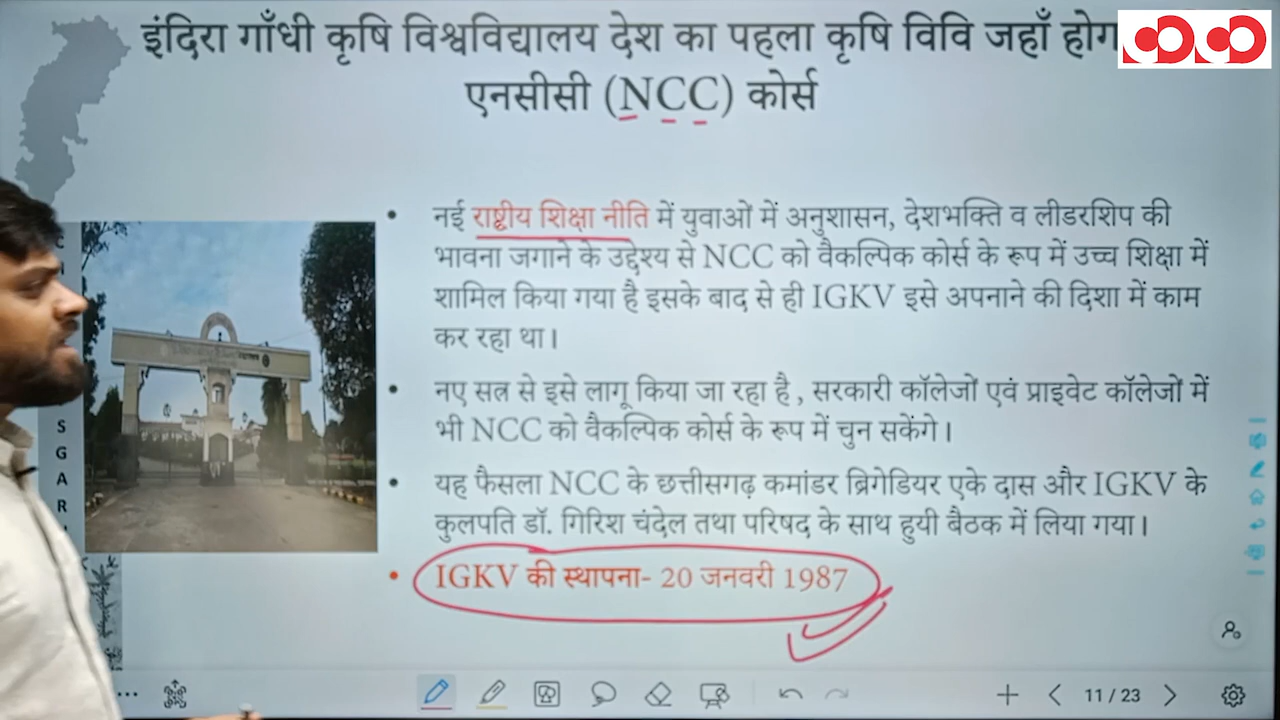 इंदिरा गाँधी कृषि विश्वविद्यालय देश का पहला कृषि विवि जहाँ
एनसीसी (NCC) कोर्स
• नई राष्ट्रीय शिक्षा नीति में युवाओं में अनुशासन, देशभक्ति व लीडरशिप की
भावना जगाने के उद्देश्य से NCC को वैकल्पिक कोर्स के रूप में उच्च शिक्षा में
शामिल किया गया है इसके बाद से ही IGKV इसे अपनाने की दिशा में काम
कर रहा था।
• नए सत्र से इसे लागू किया जा रहा है , सरकारी कॉलेजों एवं प्राइवेट कॉलेजों में
भी NCC को वैकल्पिक कोर्स के रूप में चुन सकेंगे।
• यह फैसला NCC के छत्तीसगढ़ कमांडर ब्रिगेडियर एके दास और IGKV के
कुलपति डॉ. गिरिश चंदेल तथा परिषद के साथ हुयी बैठक में लिया गया।
• IGKV की स्थापना- 20 जनवरी 1987
S
G
A
R
11 / 23